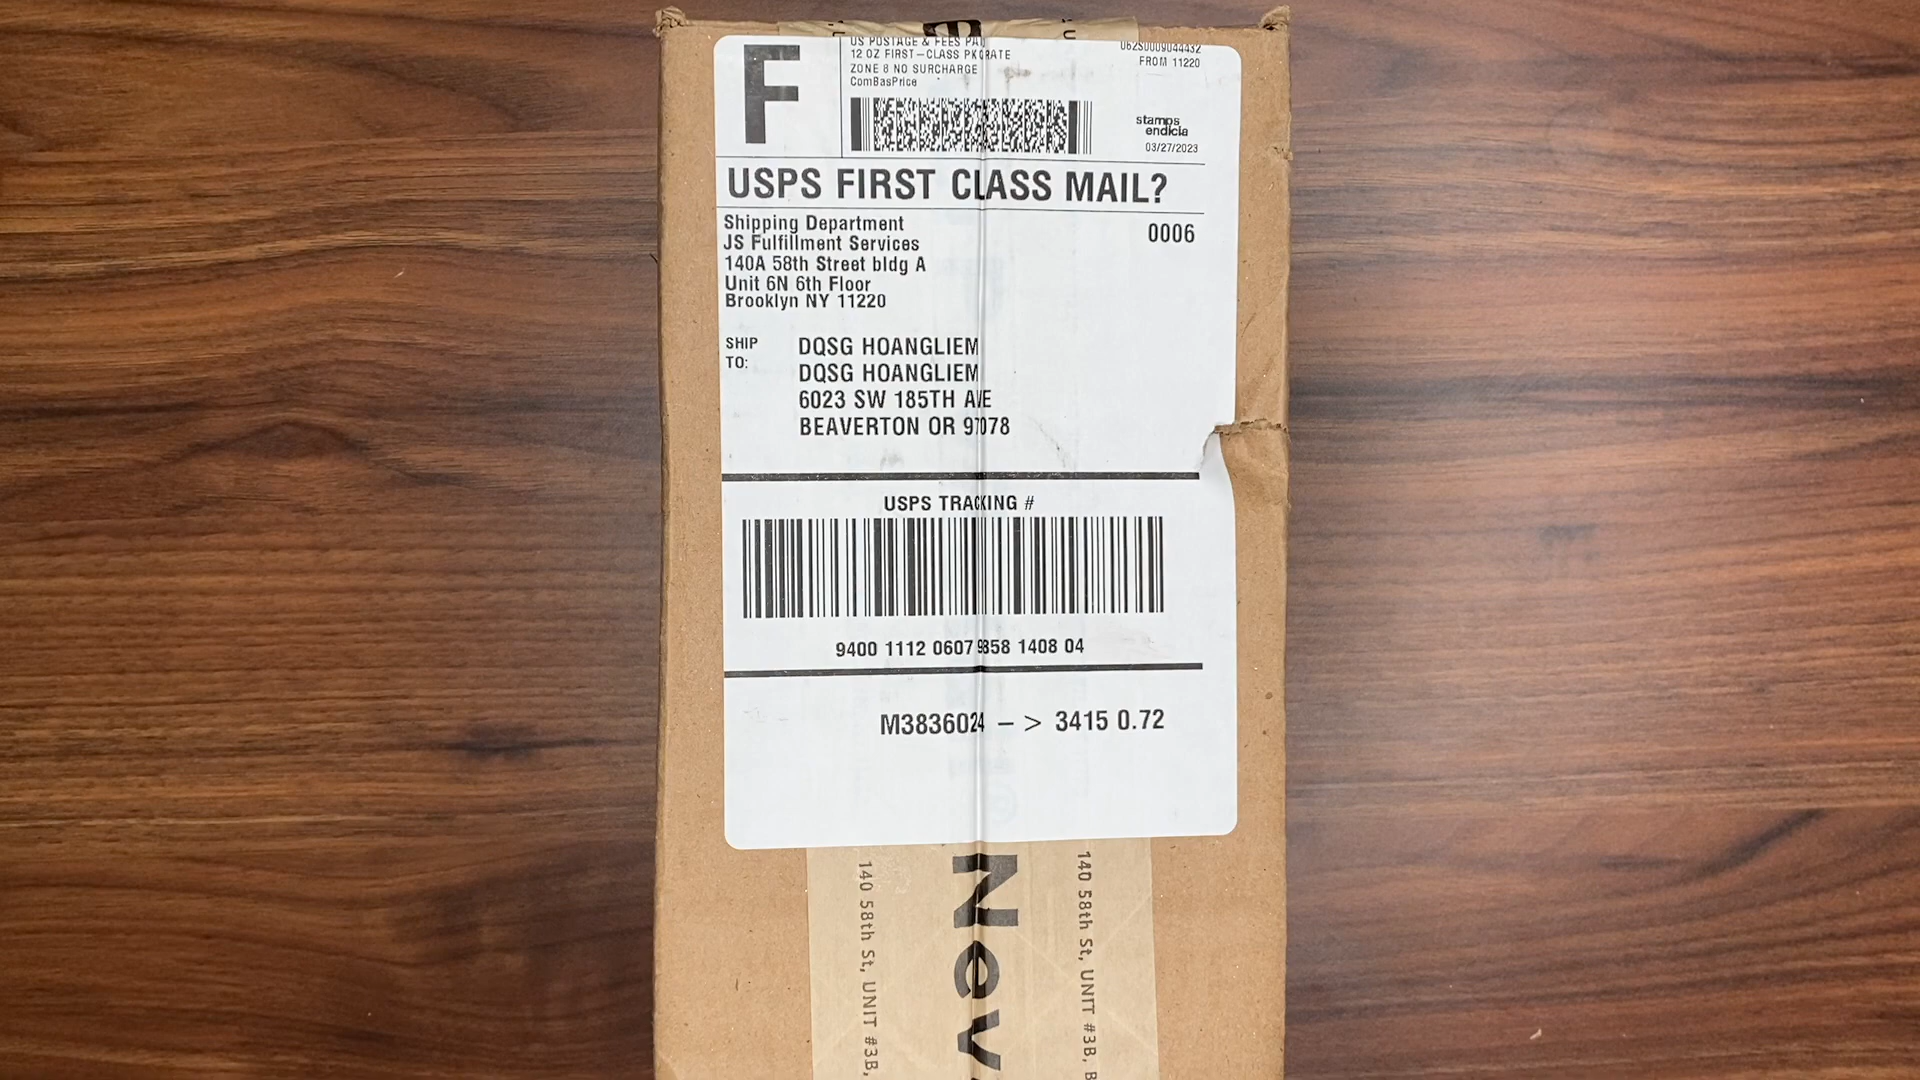 F
US POSTAGE & FEES PAI
12 OZ FIRST-CLASS PKG RATE
ZONE 8 NO SURCHARGE
ComBasPrice
062S0009044432
FROM 11220
stamps
endicia
03/27/2023
USPS FIRST CLASS MAIL?
Shipping Department
JS Fulfillment Services
140A 58th Street bldg A
Unit 6N 6th Floor
Brooklyn NY 11220
0006
SHIP
TO:
DQSG HOANGLIEM
DQSG HOANGLIEM
6023 SW 185TH AVE
BEAVERTON OR 97078
USPS TRACKING #
9400 1112 0607 9858 1408 04
M3836024 -> 3415 0.72
140 58th St, UNIT #3B,
Nev
140 58th St, UNIT #3B, B